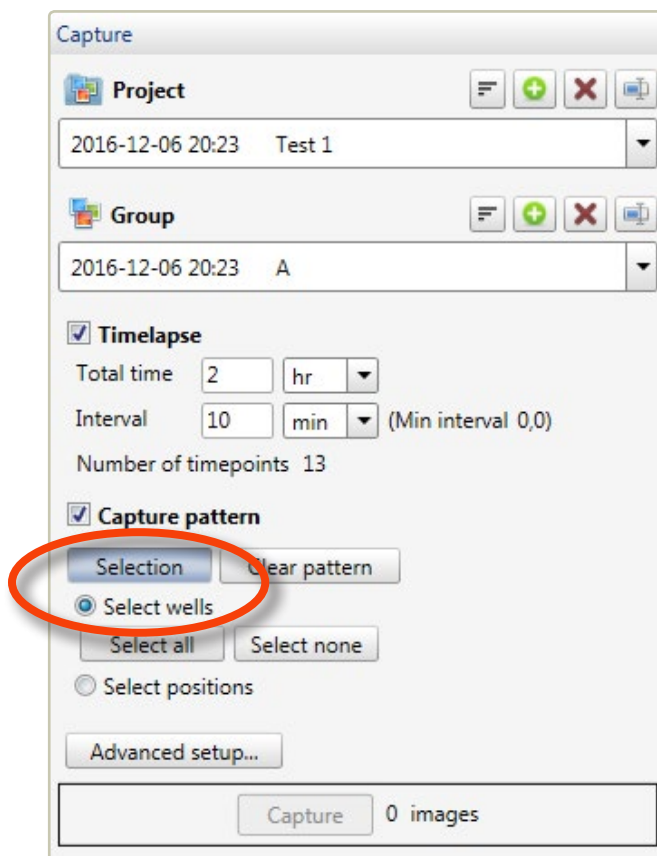 Capture
Project
2016-12-06 20:23 Test 1
Group
2016-12-06 20:23 A
Timelapse
Total time 2 hr
Interval 10 min (Min interval 0,0)
Number of timepoints 13
Capture pattern
Selection Clear pattern
Select wells
Select all Select none
Select positions
Advanced setup...
Capture 0 images